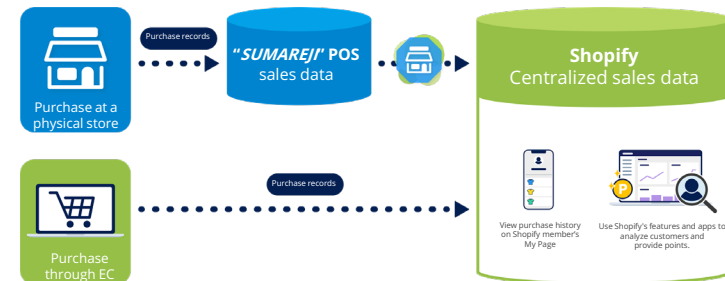 Purchase at a
physical store
Purchase records
“SUMAREJI” POS
sales data
Shopify
Centralized sales data
Purchase
through EC
Purchase records
View purchase history
on Shopify member's
My Page
P
Use Shopify's features and apps to
analyze customers and
provide points.